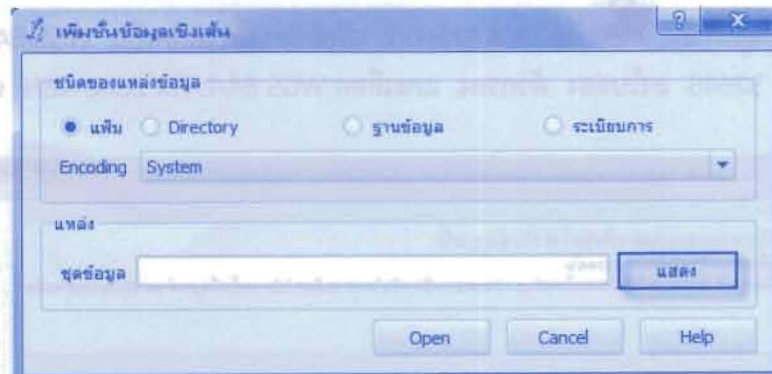 เพิ่มชั้นข้อมูลเชิงเส้น
ชนิดของแหล่งข้อมูล
แฟ้ม Directory ฐานข้อมูล ระเบียบการ
Encoding System
แหล่ง
ชุดข้อมูล แสดง
Open Cancel Help